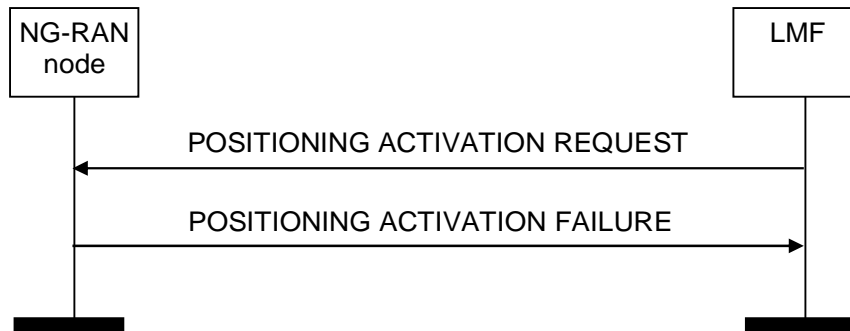 NG-RAN
node
LMF
POSITIONING ACTIVATION REQUEST
POSITIONING ACTIVATION FAILURE